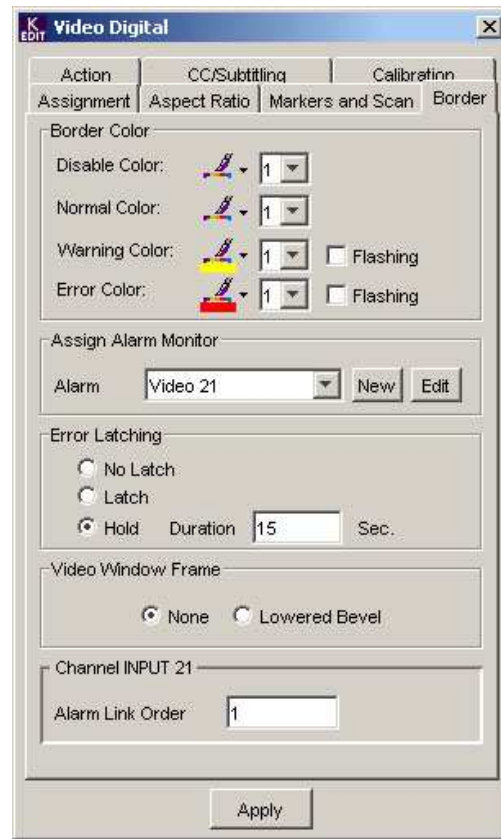 K EDIT Video Digital
Action CC/Subtitling Calibration
Assignment Aspect Ratio Markers and Scan Border
Border Color
Disable Color: 1
Normal Color: 1
Warning Color: 1 Flashing
Error Color: 1 Flashing
Assign Alarm Monitor
Alarm Video 21 New Edit
Error Latching
No Latch
Latch
Hold Duration 15 Sec.
Video Window Frame
None Lowered Bevel
Channel INPUT 21
Alarm Link Order 1
Apply